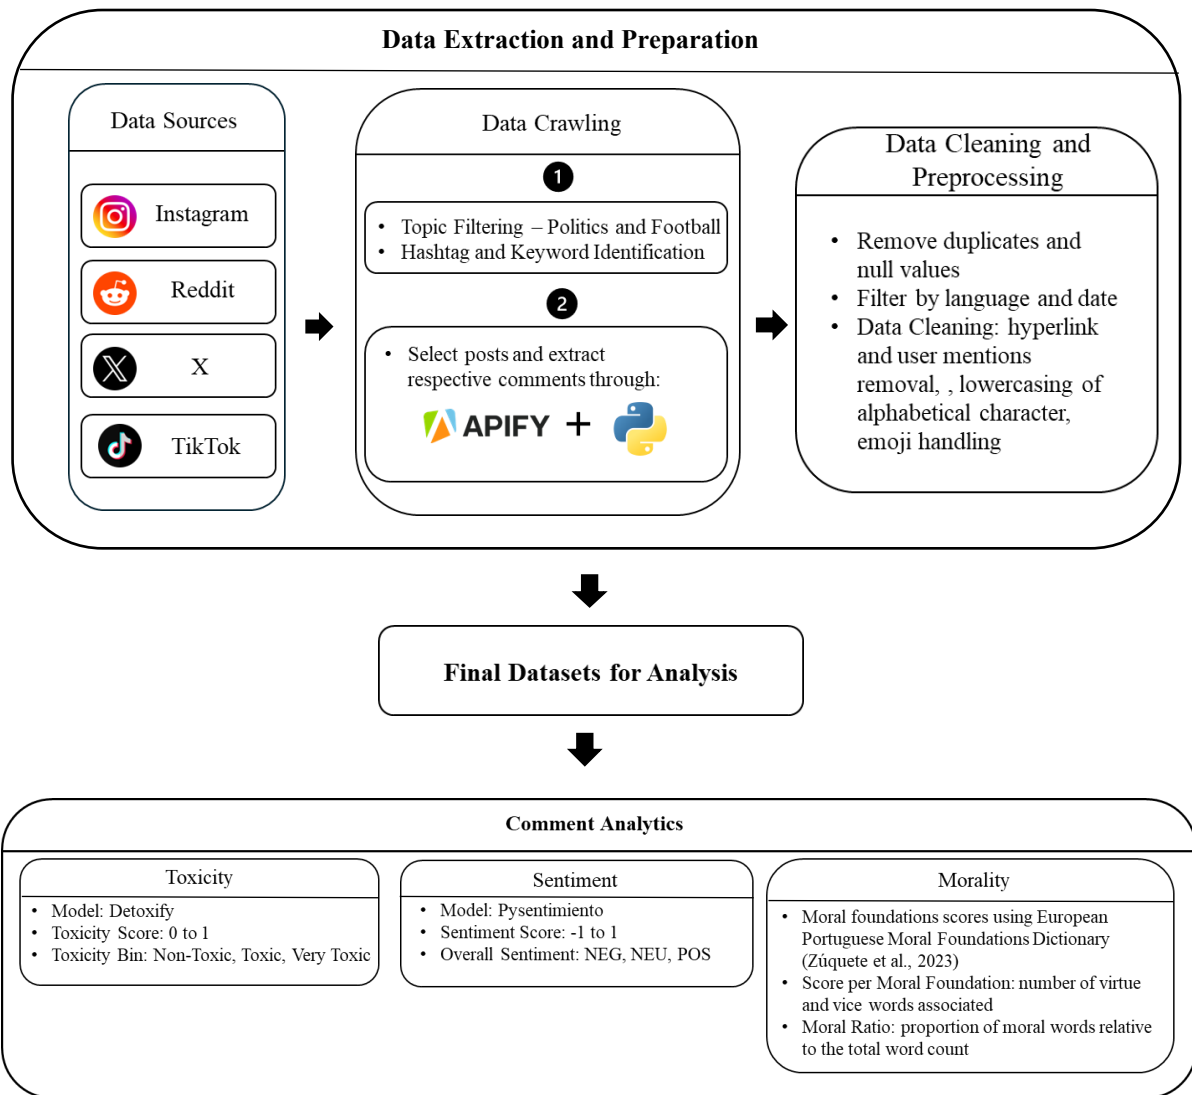 Data Extraction and Preparation
Data Sources
Instagram
Reddit
X
TikTok
Data Crawling
1
• Topic Filtering – Politics and Football
• Hashtag and Keyword Identification
2
• Select posts and extract
respective comments through:
APIFY +
Data Cleaning and
Preprocessing
• Remove duplicates and
null values
• Filter by language and date
• Data Cleaning: hyperlink
and user mentions
removal, , lowercasing of
alphabetical character,
emoji handling
Final Datasets for Analysis
Comment Analytics
Toxicity
• Model: Detoxify
• Toxicity Score: 0 to 1
• Toxicity Bin: Non-Toxic, Toxic, Very Toxic
Sentiment
• Model: Pysentimiento
• Sentiment Score: -1 to 1
• Overall Sentiment: NEG, NEU, POS
Morality
• Moral foundations scores using European
Portuguese Moral Foundations Dictionary
(Zúquete et al., 2023)
• Score per Moral Foundation: number of virtue
and vice words associated
• Moral Ratio: proportion of moral words relative
to the total word count